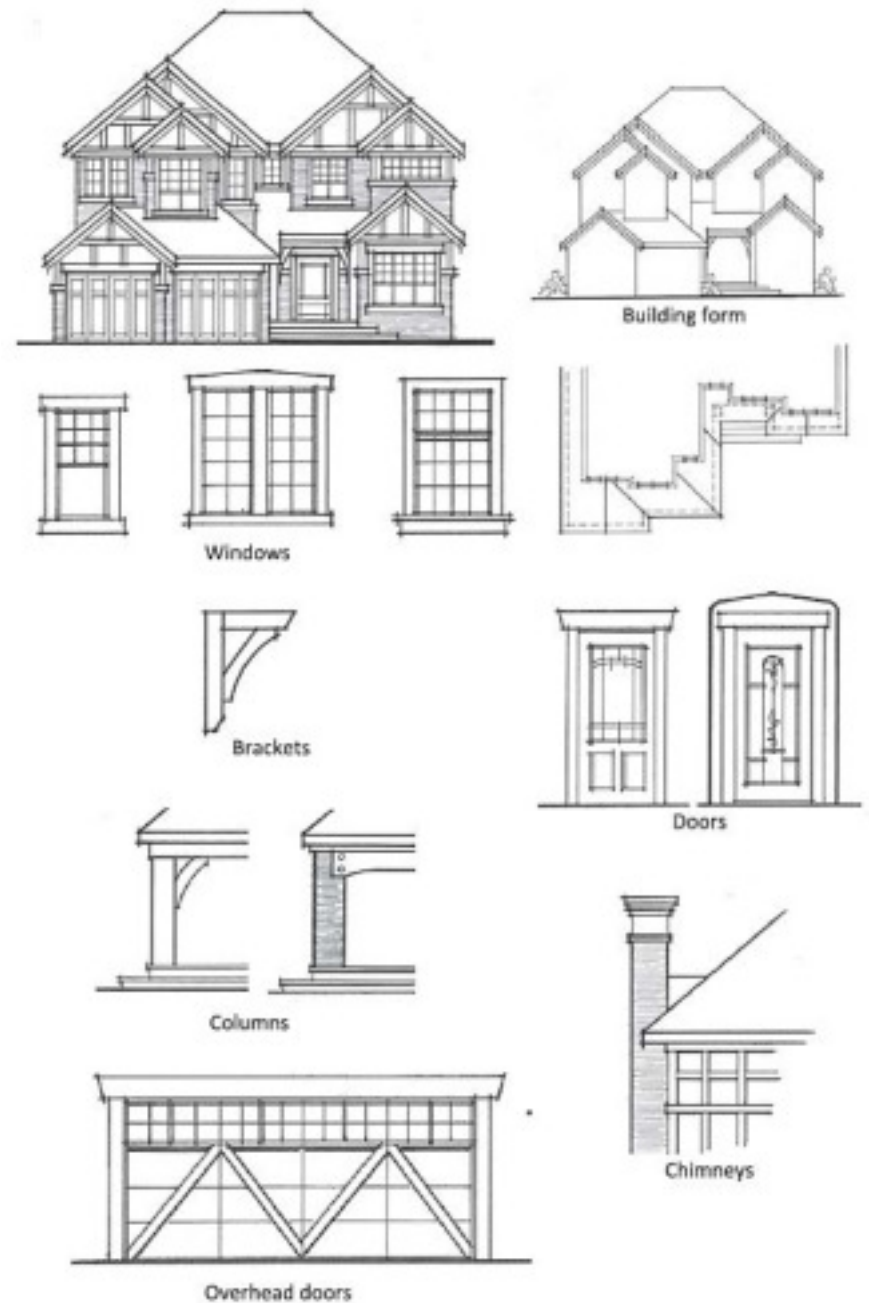 Building form
Windows
Brackets
Doors
Columns
Chimneys
Overhead doors